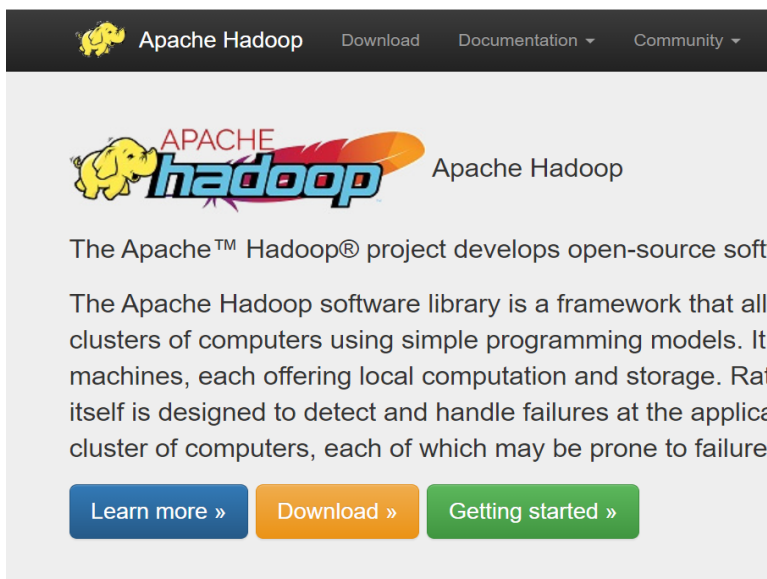 Apache Hadoop Download Documentation Community
APACHE
hadoop
Apache Hadoop
The Apache™ Hadoop® project develops open-source soft
The Apache Hadoop software library is a framework that all
clusters of computers using simple programming models. It
machines, each offering local computation and storage. Rat
itself is designed to detect and handle failures at the applica
cluster of computers, each of which may be prone to failure
Learn more » Download » Getting started »